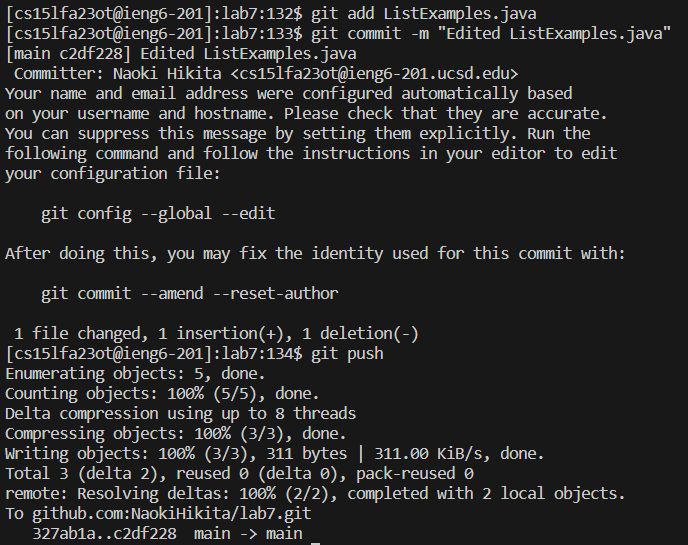 [cs15lfa23ot@ieng6-201]:lab7:132$ git add ListExamples.java
[cs15lfa23ot@ieng6-201]:lab7:133$ git commit -m "Edited ListExamples.java"
[main c2df228] Edited ListExamples.java
 Committer: Naoki Hikita <cs15lfa23ot@ieng6-201.ucsd.edu>
Your name and email address were configured automatically based
on your username and hostname. Please check that they are accurate.
You can suppress this message by setting them explicitly. Run the
following command and follow the instructions in your editor to edit
your configuration file:

    git config --global --edit

After doing this, you may fix the identity used for this commit with:

    git commit --amend --reset-author

 1 file changed, 1 insertion(+), 1 deletion(-)
[cs15lfa23ot@ieng6-201]:lab7:134$ git push
Enumerating objects: 5, done.
Counting objects: 100% (5/5), done.
Delta compression using up to 8 threads
Compressing objects: 100% (3/3), done.
Writing objects: 100% (3/3), 311 bytes | 311.00 KiB/s, done.
Total 3 (delta 2), reused 0 (delta 0), pack-reused 0
remote: Resolving deltas: 100% (2/2), completed with 2 local objects.
To github.com:NaokiHikita/lab7.git
   327ab1a..c2df228  main -> main